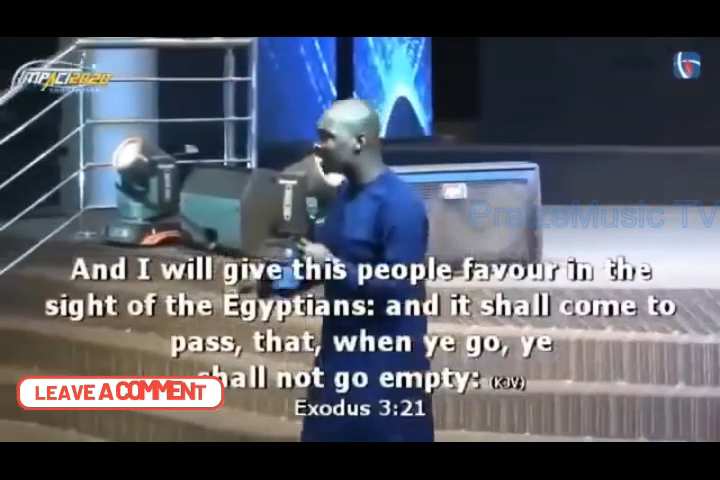 IMPACT2020
PraizeMusic TV
And I will give this people favour in the
sight of the Egyptians: and it shall come to
pass, that, when ye go, ye
shall not go empty: (KJV)
LEAVE A COMMENT
Exodus 3:21